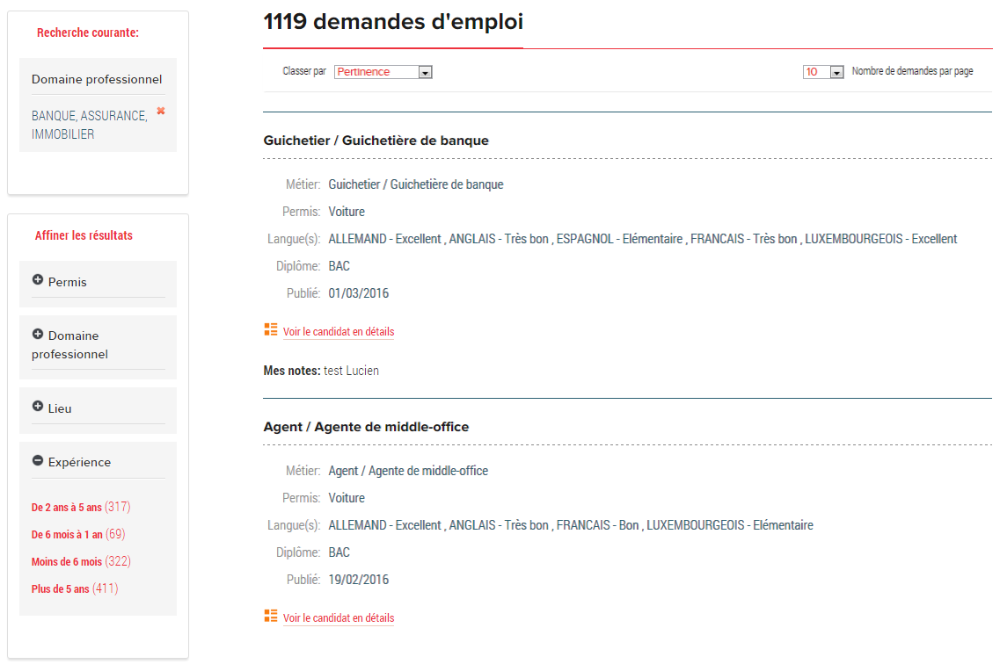 Recherche courante:
Domaine professionnel
BANQUE, ASSURANCE,
IMMOBILIER
Affiner les résultats
Permis
Domaine
professionnel
Lieu
Expérience
De 2 ans à 5 ans (317)
De 6 mois à 1 an (69)
Moins de 6 mois (322)
Plus de 5 ans (411)
1119 demandes d'emploi
Classer par Pertinence 10 Nombre de demandes par page
Guichetier / Guichetière de banque
Métier: Guichetier / Guichetière de banque
Permis: Voiture
Langue(s): ALLEMAND - Excellent , ANGLAIS - Très bon , ESPAGNOL - Elémentaire , FRANCAIS - Très bon , LUXEMBOURGEOIS - Excellent
Diplôme: BAC
Publié: 01/03/2016
Voir le candidat en détails
Mes notes: test Lucien
Agent / Agente de middle-office
Métier: Agent / Agente de middle-office
Permis: Voiture
Langue(s): ALLEMAND - Excellent , ANGLAIS - Très bon , FRANCAIS - Bon , LUXEMBOURGEOIS - Elémentaire
Diplôme: BAC
Publié: 19/02/2016
Voir le candidat en détails